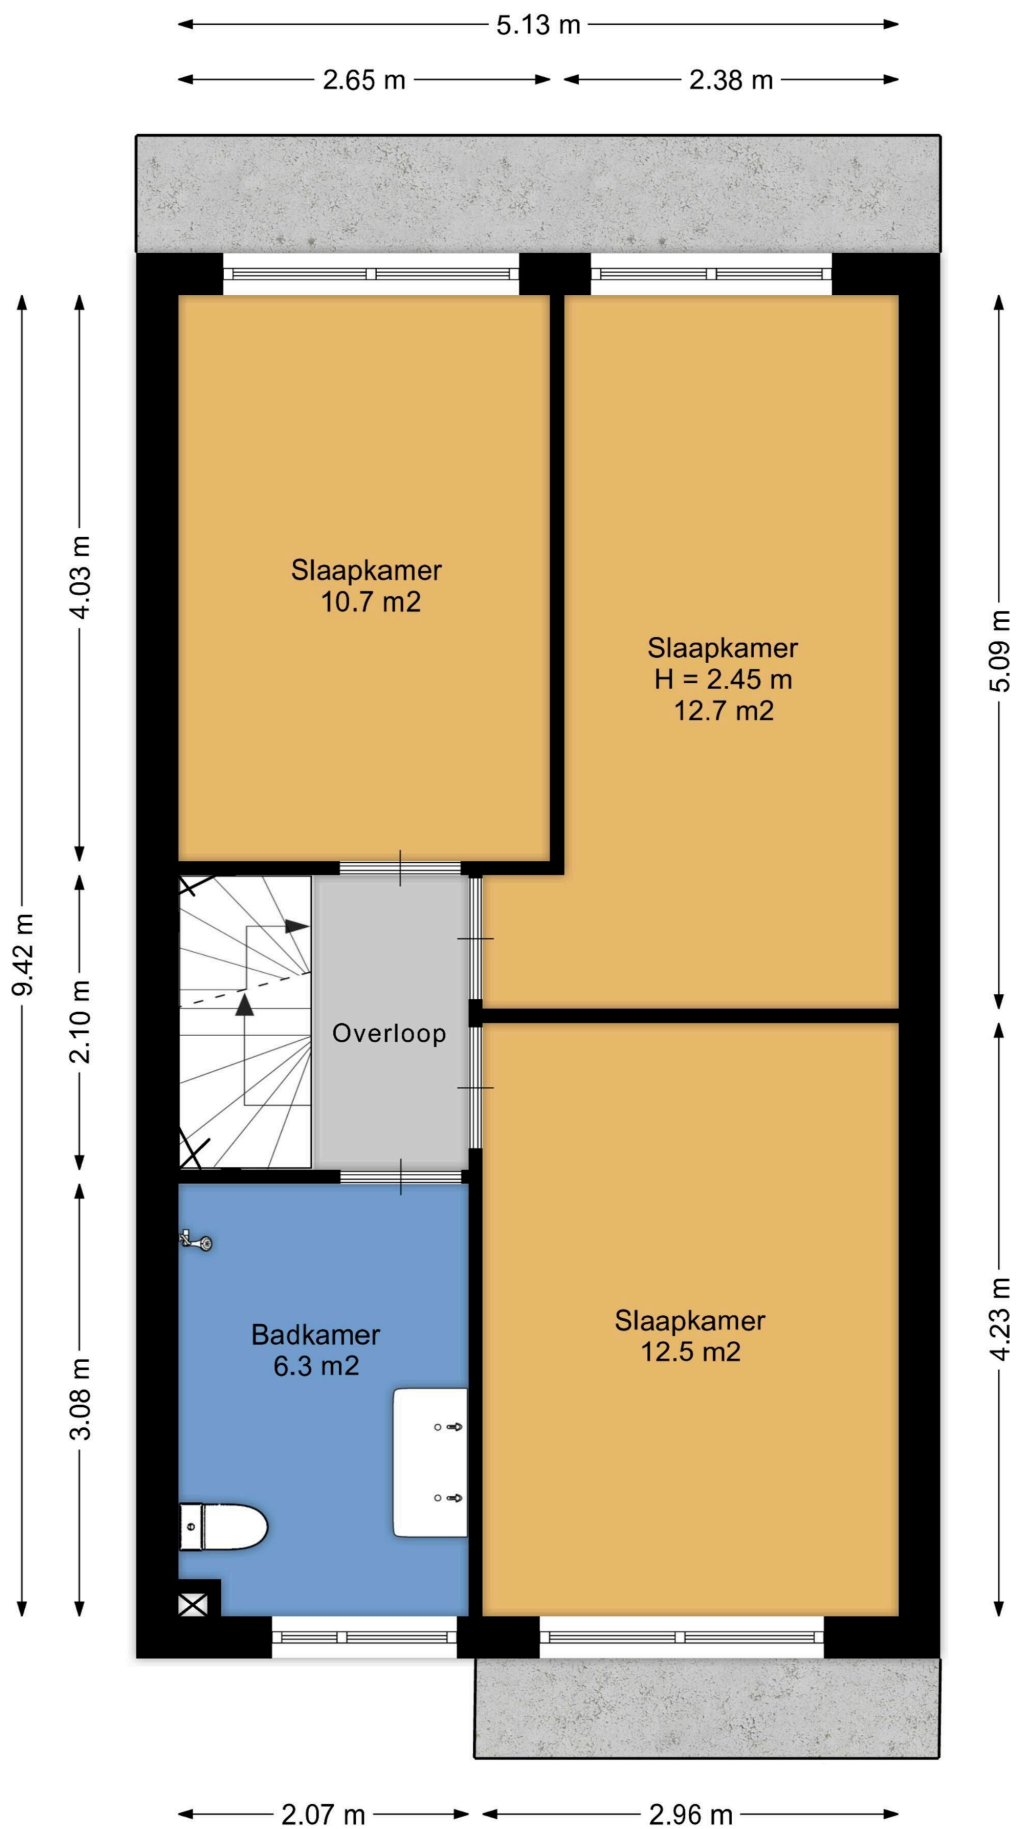 5.13 m
2.65 m
2.38 m
4.03 m
9.42 m
5.09 m
Slaapkamer
10.7 m2
Slaapkamer
H = 2.45 m
12.7 m2
2.10 m
Overloop
Badkamer
6.3 m2
Slaapkamer
12.5 m2
3.08 m
4.23 m
2.07 m
2.96 m